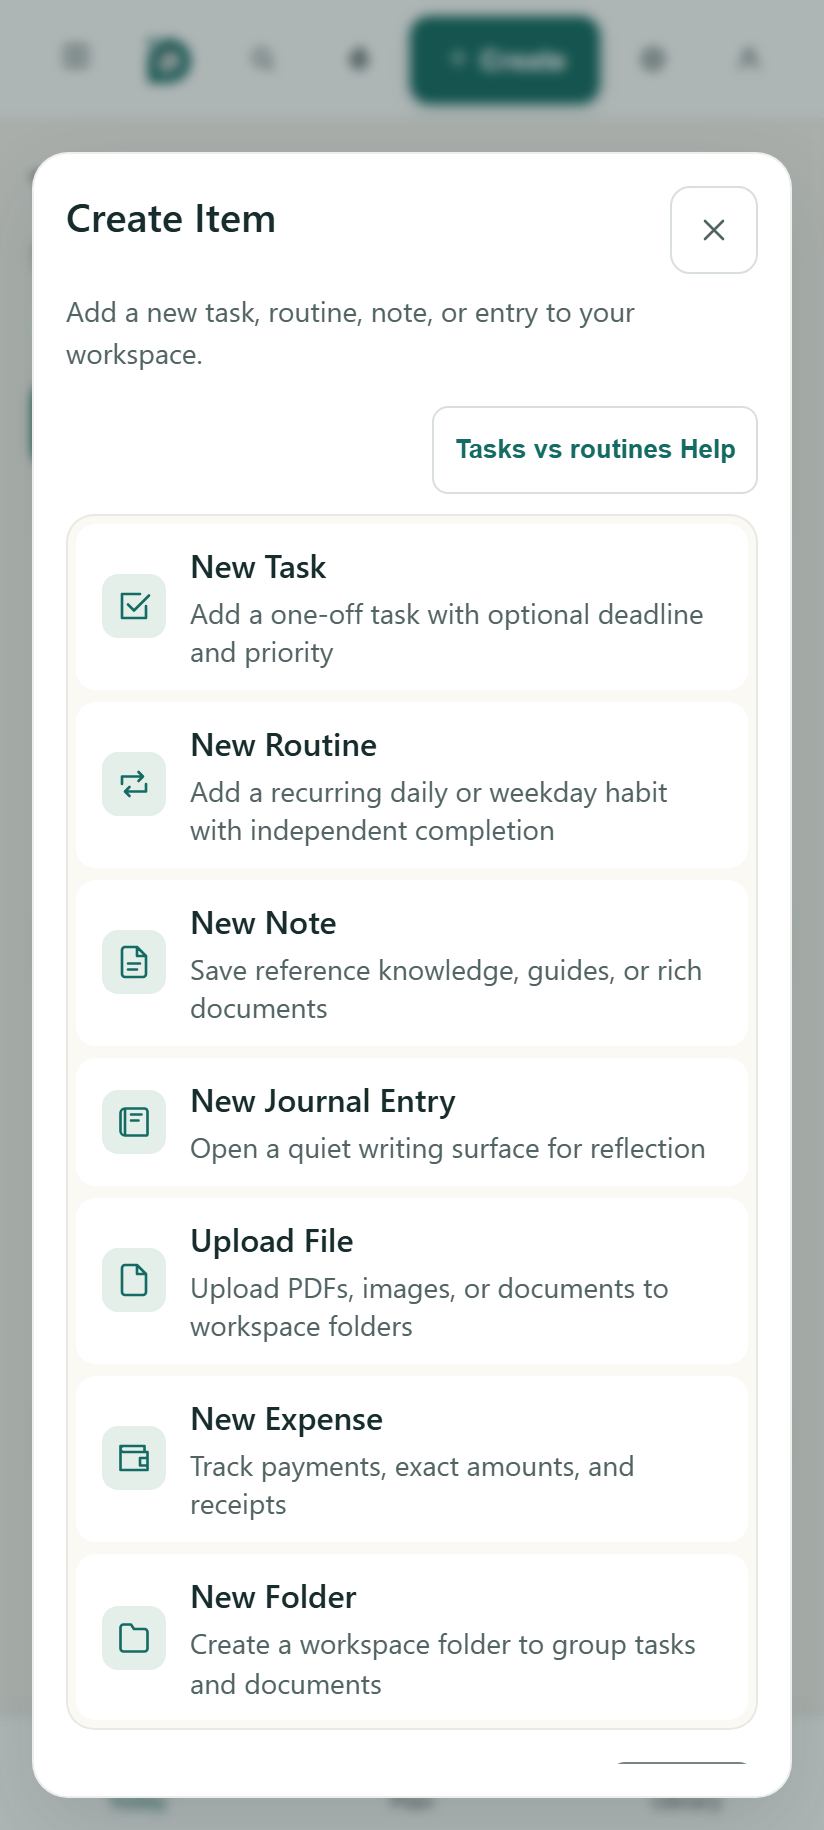 Create
Create Item
Add a new task, routine, note, or entry to your
workspace.
Tasks vs routines Help
New Task
Add a one-off task with optional deadline
and priority
New Routine
Add a recurring daily or weekday habit
with independent completion
New Note
Save reference knowledge, guides, or rich
documents
New Journal Entry
Open a quiet writing surface for reflection
Upload File
Upload PDFs, images, or documents to
workspace folders
New Expense
Track payments, exact amounts, and
receipts
New Folder
Create a workspace folder to group tasks
and documents